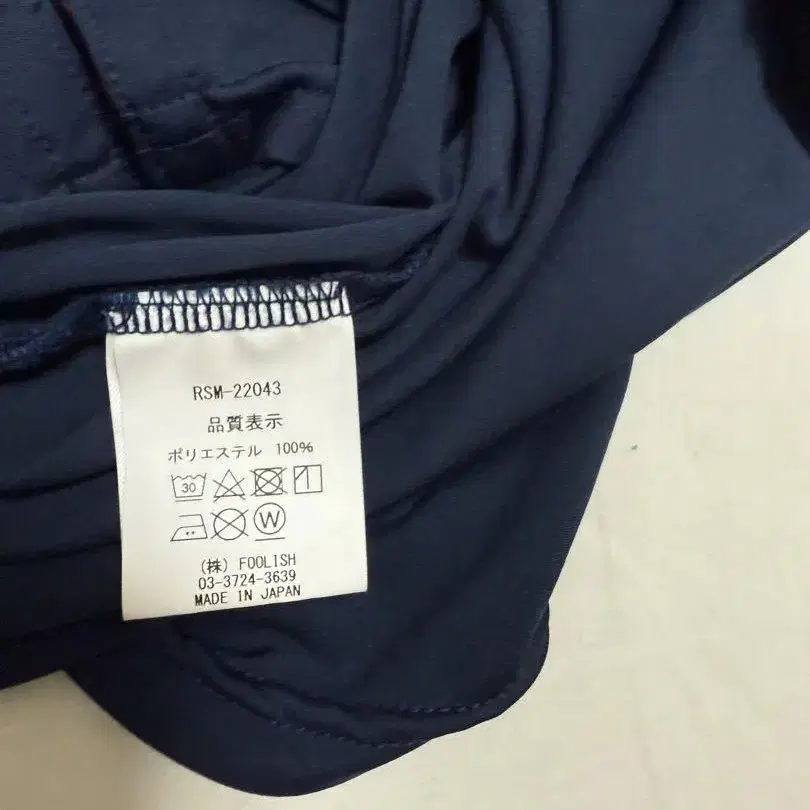 RSM-22043
品質表示
ポリエステル 100%
30
W
(株) FOOLISH
03-3724-3639
MADE IN JAPAN